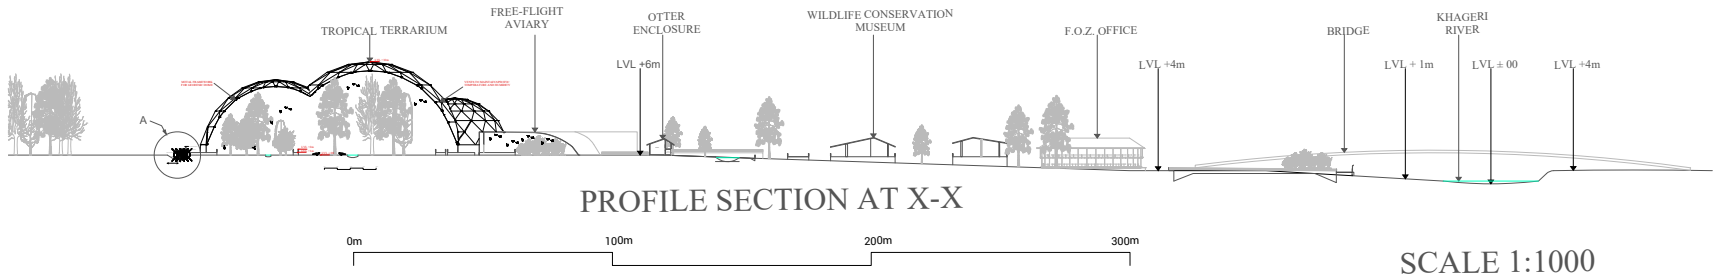 FREE-FLIGHT
AVIARY
OTTER
ENCLOSURE
WILDLIFE CONSERVATION
MUSEUM
KHAGERI
RIVER
TROPICAL TERRARIUM
F.O.Z. OFFICE
BRIDGE
LVL +6m
LVL +4m
LVL + 1m
LVL ± 00
LVL +4m
A
PROFILE SECTION AT X-X
0m
100m
200m
300m
SCALE 1:1000